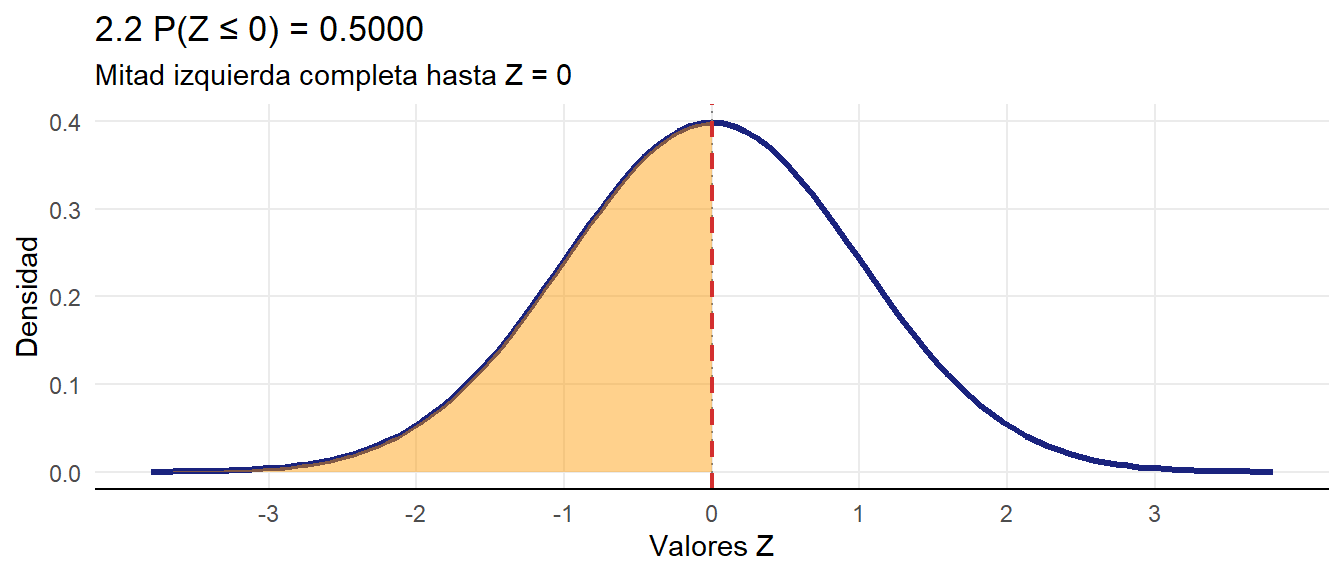 2.2 P(Z ≤ 0) = 0.5000
Mitad izquierda completa hasta Z = 0
Densidad
0.4
0.3
0.2
0.1
0.0
-3 -2 -1 0 1 2 3
Valores Z